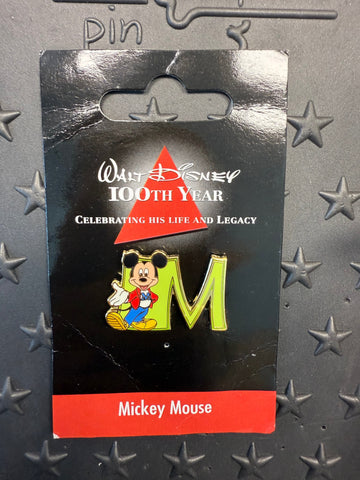 pin
WALT DISNEY
100TH YEAR
CELEBRATING HIS LIFE AND LEGACY
M
Mickey Mouse